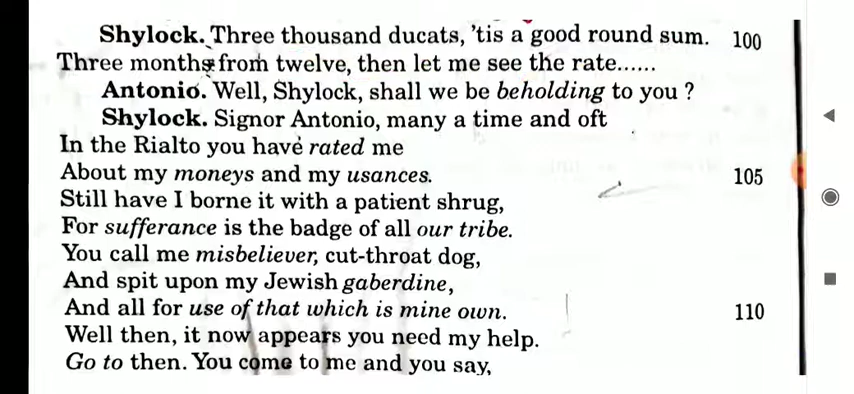 Shylock. Three thousand ducats, 'tis a good round sum. 100
Three months from twelve, then let me see the rate......
Antonio. Well, Shylock, shall we be beholding to you ?
Shylock. Signor Antonio, many a time and oft
In the Rialto you have rated me
About my moneys and my usances. 105
Still have I borne it with a patient shrug,
For sufferance is the badge of all our tribe.
You call me misbeliever, cut-throat dog,
And spit upon my Jewish gaberdine,
And all for use of that which is mine own. 110
Well then, it now appears you need my help.
Go to then. You come to me and you say,